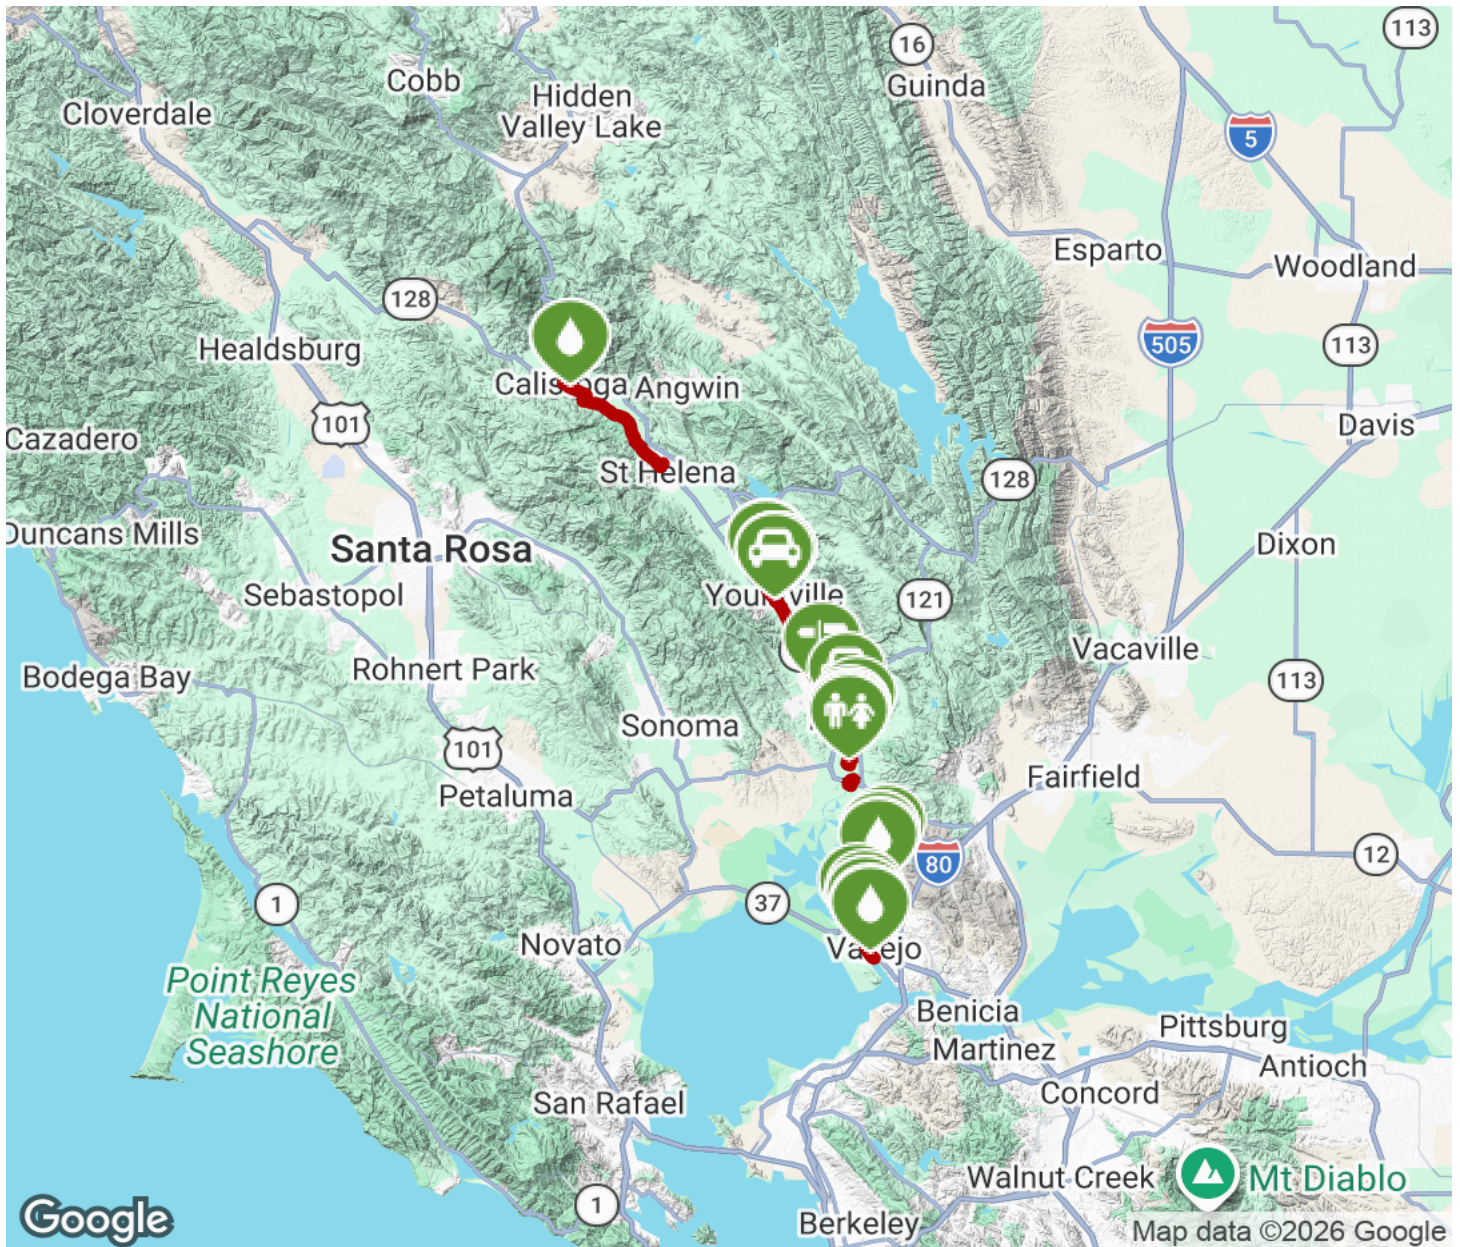 113
16
Guinda
Cobb
Hidden
Valley Lake
Cloverdale
5
Esparto
Woodland
128
Healdsburg
505
113
Calistoga
Angwin
101
Cazadero
Davis
St Helena
128
Duncans Mills
Santa Rosa
Dixon
Sebastopol
Yountville
121
Vacaville
Rohnert Park
Bodega Bay
113
Sonoma
101
Fairfield
Petaluma
12
80
1
37
Novato
Vallejo
Point Reyes
National
Seashore
Benicia
Pittsburg
Martinez
Antioch
Concord
San Rafael
Walnut Creek
Mt Diablo
1
Berkeley
Google
Map data ©2026 Google